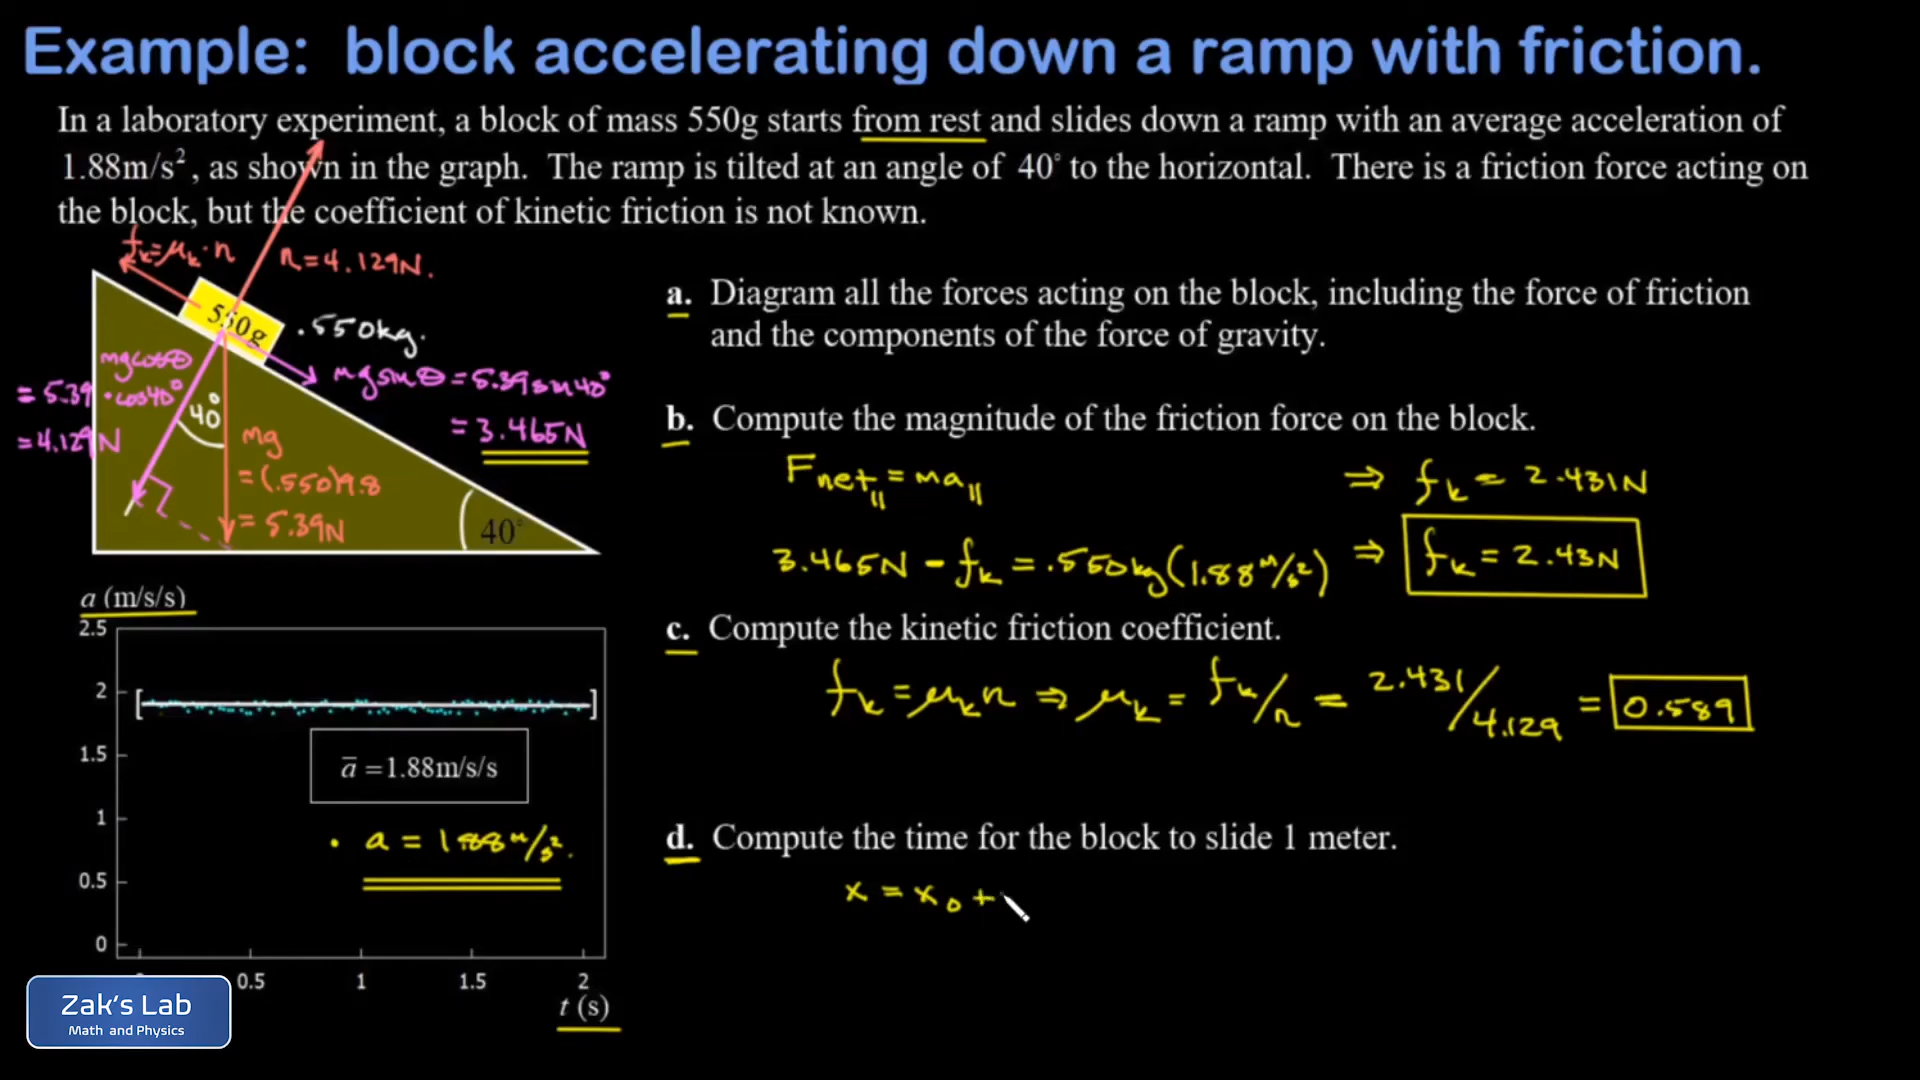 Example: block accelerating down a ramp with friction.
In a laboratory experiment, a block of mass 550g starts from rest and slides down a ramp with an average acceleration of
1.88m/s², as shown in the graph. The ramp is tilted at an angle of 40° to the horizontal. There is a friction force acting on
the block, but the coefficient of kinetic friction is not known.
fₖ=μₖ·n
n=4.129N.
550g
.550kg.
mgcosθ
= 5.39 ·cos40°
=4.129N
40°
mg
=(.550)9.8
= 5.39N
mgsinθ = 5.39sin40°
= 3.465N
40°
a. Diagram all the forces acting on the block, including the force of friction
and the components of the force of gravity.
b. Compute the magnitude of the friction force on the block.
Fnet∥ = ma∥
⇒ fₖ = 2.431N
3.465N - fₖ = .550kg(1.88m/s²) ⇒ fₖ = 2.43N
c. Compute the kinetic friction coefficient.
fₖ = μₖn ⇒ μₖ = fₖ/n = 2.431/4.129 = 0.589
d. Compute the time for the block to slide 1 meter.
x = x₀ +
a (m/s/s)
2.5
2
1.5
1
0.5
0
ā =1.88m/s/s
· a = 1.88m/s².
0.5 1 1.5 2
t (s)
Zak's Lab
Math and Physics